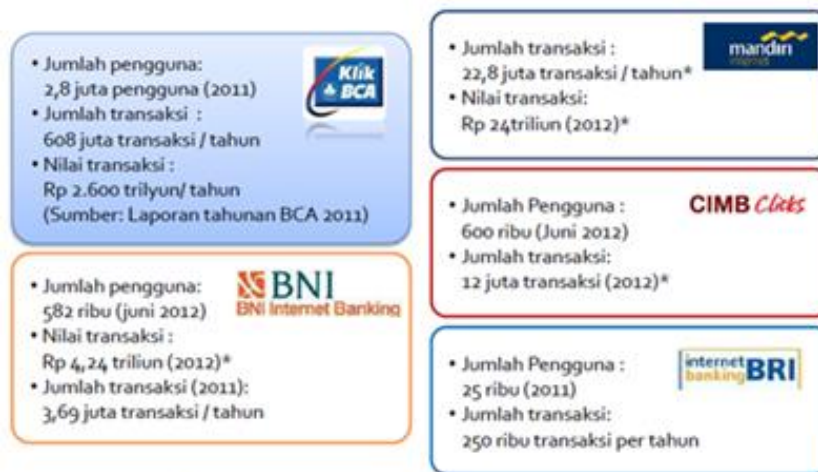 • Jumlah pengguna:
2,8 juta pengguna (2011)
• Jumlah transaksi :
608 juta transaksi / tahun
• Nilai transaksi :
Rp 2.600 trilyun/ tahun
(Sumber: Laporan tahunan BCA 2011)
Klik
BCA
• Jumlah pengguna:
582 ribu (juni 2012)
• Nilai transaksi :
Rp 4,24 triliun (2012)*
• Jumlah transaksi (2011):
3,69 juta transaksi / tahun
BNI
BNI Internet Banking
• Jumlah transaksi :
22,8 juta transaksi / tahun*
• Nilai transaksi:
Rp 24triliun (2012)*
mandiri
internet
• Jumlah Pengguna :
600 ribu (Juni 2012)
• Jumlah transaksi:
12 juta transaksi (2012)*
CIMB Clicks
• Jumlah Pengguna :
25 ribu (2011)
• Jumlah transaksi:
250 ribu transaksi per tahun
internet
banking BRI